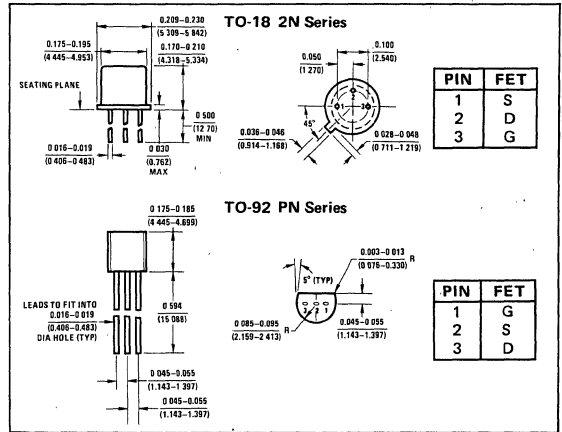 TO-18 2N Series
0.209–0.230
(5 309–5.842)
0.175–0.195
(4 445–4.953)
0.170–0 210
(4.318–5.334)
SEATING PLANE
0 500
(12 70)
MIN
0 016–0.019
(0 406–0.483)
0 030
(0.762)
MAX
0.050
(1 270)
0.100
(2.540)
1 2 3
45°
0.036–0 046
(0.914–1.168)
0 028–0 048
(0 711–1 219)
PIN FET
1 S
2 D
3 G
TO-92 PN Series
0 175–0 185
(4 445–4.699)
LEADS TO FIT INTO
0.016–0.019
(0.406–0.483)
DIA HOLE (TYP)
0 594
(15 088)
0 045–0.055
(1.143–1 397)
0 045–0.055
(1.143–1.397)
5° (TYP)
0.003–0 013 R
(0 076–0.330)
3 2 1
0 085–0.095 R
(2.159–2 413)
0.045–0 055
(1.143–1.397)
PIN FET
1 G
2 S
3 D